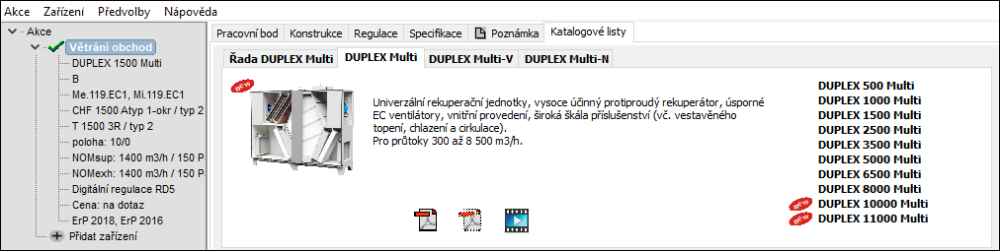 Akce Zařízení Předvolby Nápověda
Akce
Větrání obchod
DUPLEX 1500 Multi
B
Me.119.EC1, Mi.119.EC1
CHF 1500 Atyp 1-okr / typ 2
T 1500 3R / typ 2
poloha: 10/0
NOMsup: 1400 m3/h / 150 P
NOMexh: 1400 m3/h / 150 P
Digitální regulace RD5
Cena: na dotaz
ErP 2018, ErP 2016
Přidat zařízení
Pracovní bod Konstrukce Regulace Specifikace Poznámka Katalogové listy
Řada DUPLEX Multi DUPLEX Multi DUPLEX Multi-V DUPLEX Multi-N
new
Univerzální rekuperační jednotky, vysoce účinný protiproudý rekuperátor, úsporné
EC ventilátory, vnitřní provedení, široká škála příslušenství (vč. vestavěného
topení, chlazení a cirkulace).
Pro průtoky 300 až 8 500 m3/h.
DUPLEX 500 Multi
DUPLEX 1000 Multi
DUPLEX 1500 Multi
DUPLEX 2500 Multi
DUPLEX 3500 Multi
DUPLEX 5000 Multi
DUPLEX 6500 Multi
DUPLEX 8000 Multi
new DUPLEX 10000 Multi
new DUPLEX 11000 Multi